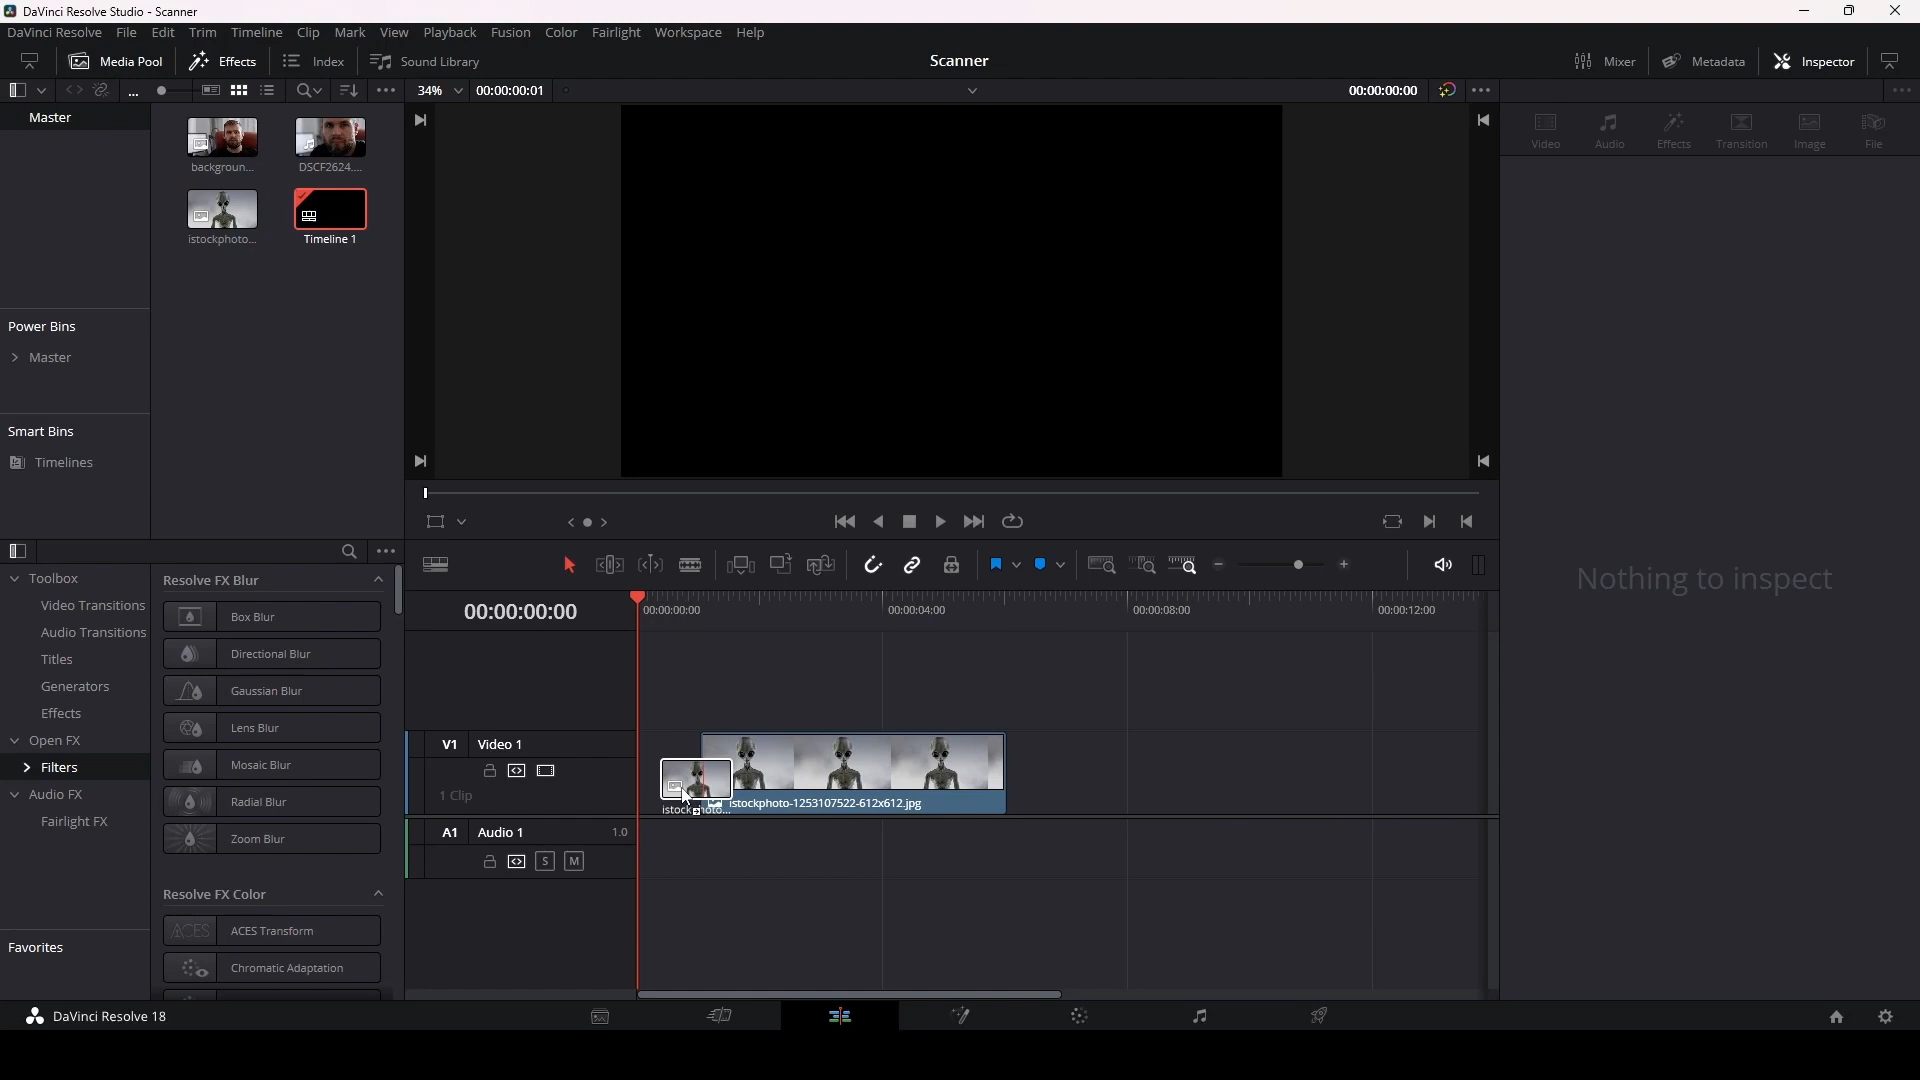 DaVinci Resolve Studio - Scanner
DaVinci Resolve File Edit Trim Timeline Clip Mark View Playback Fusion Color Fairlight Workspace Help
Media Pool Effects Index Sound Library Scanner Mixer Metadata Inspector
... 34% 00:00:00:01 00:00:00:00
Master
Video Audio Effects Transition Image File
backgroun... DSCF2624....
istockphoto... Timeline 1
Power Bins
Master
Smart Bins
Timelines
Toolbox
Video Transitions
Audio Transitions
Titles
Generators
Effects
Open FX
Filters
Audio FX
Fairlight FX
Favorites
Resolve FX Blur
Box Blur
Directional Blur
Gaussian Blur
Lens Blur
Mosaic Blur
Radial Blur
Zoom Blur
Resolve FX Color
ACES ACES Transform
Chromatic Adaptation
00:00:00:00
00:00:00:00 00:00:04:00 00:00:08:00 00:00:12:00
V1 Video 1
1 Clip
istockphoto-1253107522-612x612.jpg
A1 Audio 1 1.0
S M
Nothing to inspect
DaVinci Resolve 18